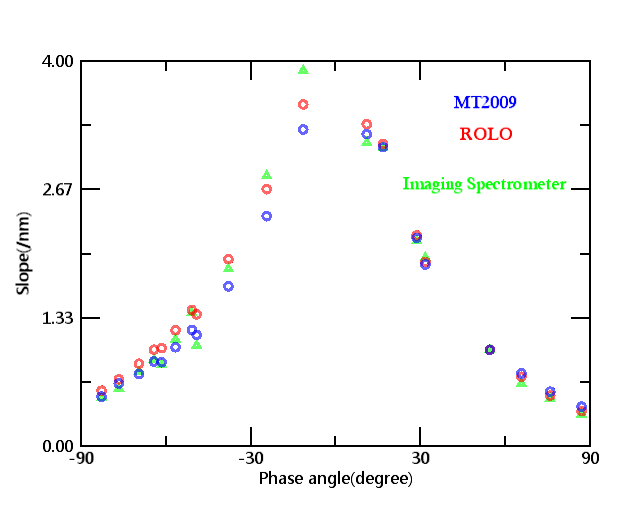 4.00
MT2009
ROLO
2.67
Imaging Spectrometer
Slope(/nm)
1.33
0.00
-90
-30
30
90
Phase angle(degree)